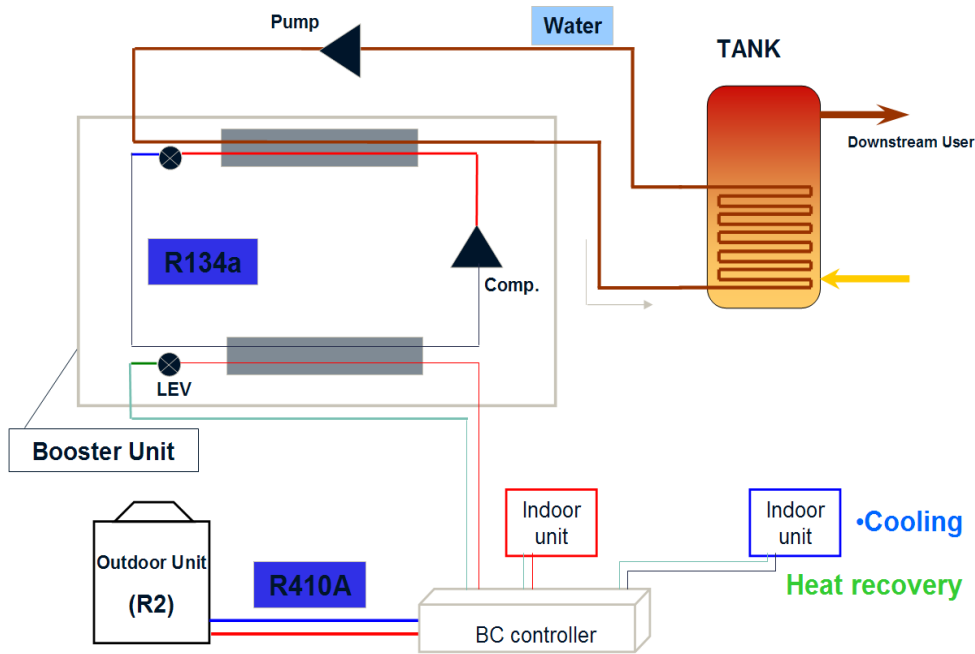 Pump
Water
TANK
Downstream User
R134a
Comp.
LEV
Booster Unit
Outdoor Unit
(R2)
R410A
Indoor
unit
Indoor
unit
•Cooling
Heat recovery
BC controller